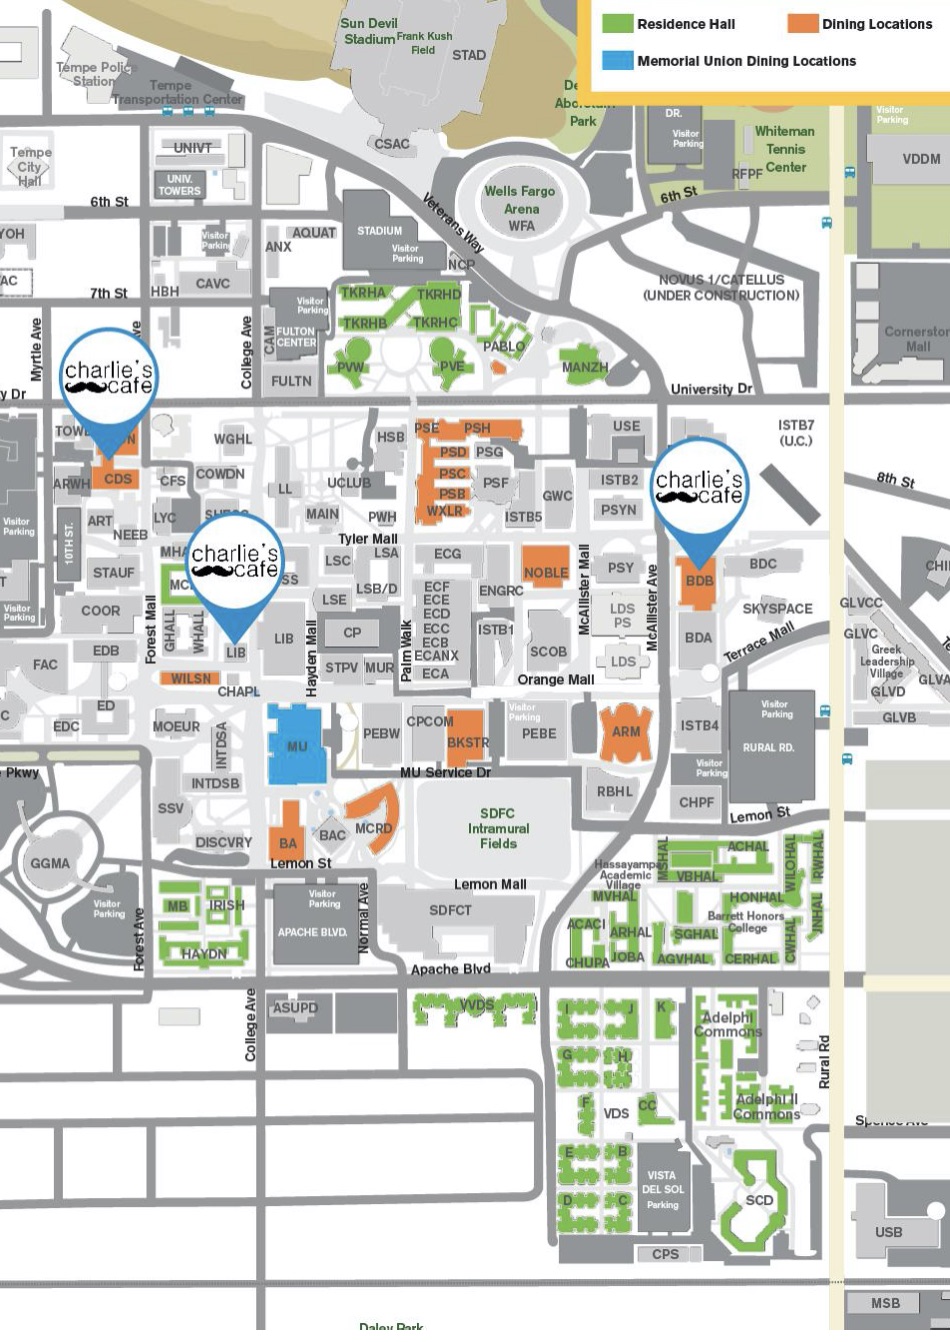 Residence Hall
Dining Locations
Memorial Union Dining Locations
Sun Devil
Stadium
Frank Kush
Field
STAD
Tempe Police
Station
Tempe
Transportation Center
Park
DR.
Visitor
Parking
Whiteman
Tennis
Center
RFPF
Visitor
Parking
VDDM
CSAC
Tempe
City
Hall
UNIVT
UNIV.
TOWERS
6th St
Veterans Way
Wells Fargo
Arena
WFA
6th St
YOH
Visitor
Parking
ANX
AQUAT
STADIUM
Visitor
Parking
NCP
AC
HBH
CAVC
7th St
NOVUS 1/CATELLUS
(UNDER CONSTRUCTION)
Visitor
Parking
FULTON
CENTER
CAM
FULTN
TKRHA
TKRHD
TKRHB
TKRHC
PABLO
PVW
PVE
MANZH
Cornerstone
Mall
Myrtle Ave
College Ave
University Dr
charlie's
cafe
CDS
ARWH
WGHL
COWDN
CFS
LYC
ART
NEEB
10TH ST.
STAUF
COOR
EDB
FAC
ED
EDC
Visitor
Parking
Visitor
Parking
HSB
UCLUB
LL
MAIN
PWH
PSE
PSH
PSD
PSG
PSC
PSF
PSB
WXLR
ISTB5
GWC
USE
ISTB2
PSYN
ISTB7
(U.C.)
8th St
charlie's
cafe
charlie's
cafe
Tyler Mall
Forest Mall
GHALL
WHALL
LIB
LIB
WILSN
CHAPL
LSC
LSA
LSE
LSB/D
CP
STPV
MUR
Hayden Mall
Palm Walk
ECG
ECF
ECE
ECD
ECC
ECB
ECANX
ECA
ENGRC
ISTB1
NOBLE
SCOB
McAllister Mall
PSY
LDS
PS
LDS
McAllister Ave
BDB
BDC
BDA
SKYSPACE
Terrace Mall
Orange Mall
GLVCC
GLVC
Greek
Leadership
Village
GLVA
GLVD
GLVB
MOEUR
INTDSA
INTDSB
SSV
DISCVRY
MU
PEBW
CPCOM
BKSTR
Visitor
Parking
PEBE
ARM
ISTB4
Visitor
Parking
Visitor
Parking
RURAL RD.
MU Service Dr
RBHL
CHPF
Lemon St
SDFC
Intramural
Fields
BA
BAC
MCRD
Lemon St
Lemon Mall
GGMA
Visitor
Parking
Forest Ave
MB
IRISH
HAYDN
Visitor
Parking
APACHE BLVD.
Normal Ave
SDFCT
Hassayampa
Academic
Village
MVHAL
ACACI
ARHAL
CHUPA
JOBA
MSHAL
ACHAL
VBHAL
HONHAL
WILOHAL
RWHAL
Barrett Honors
College
SGHAL
AGVHAL
CERHAL
CWHAL
JNHAL
Apache Blvd
College Ave
ASUPD
VVDS
I
J
K
G
H
F
VDS
CC
E
B
D
C
VISTA
DEL SOL
Parking
CPS
Adelphi
Commons
Adelphi II
Commons
SCD
Rural Rd
USB
MSB
Daley Park